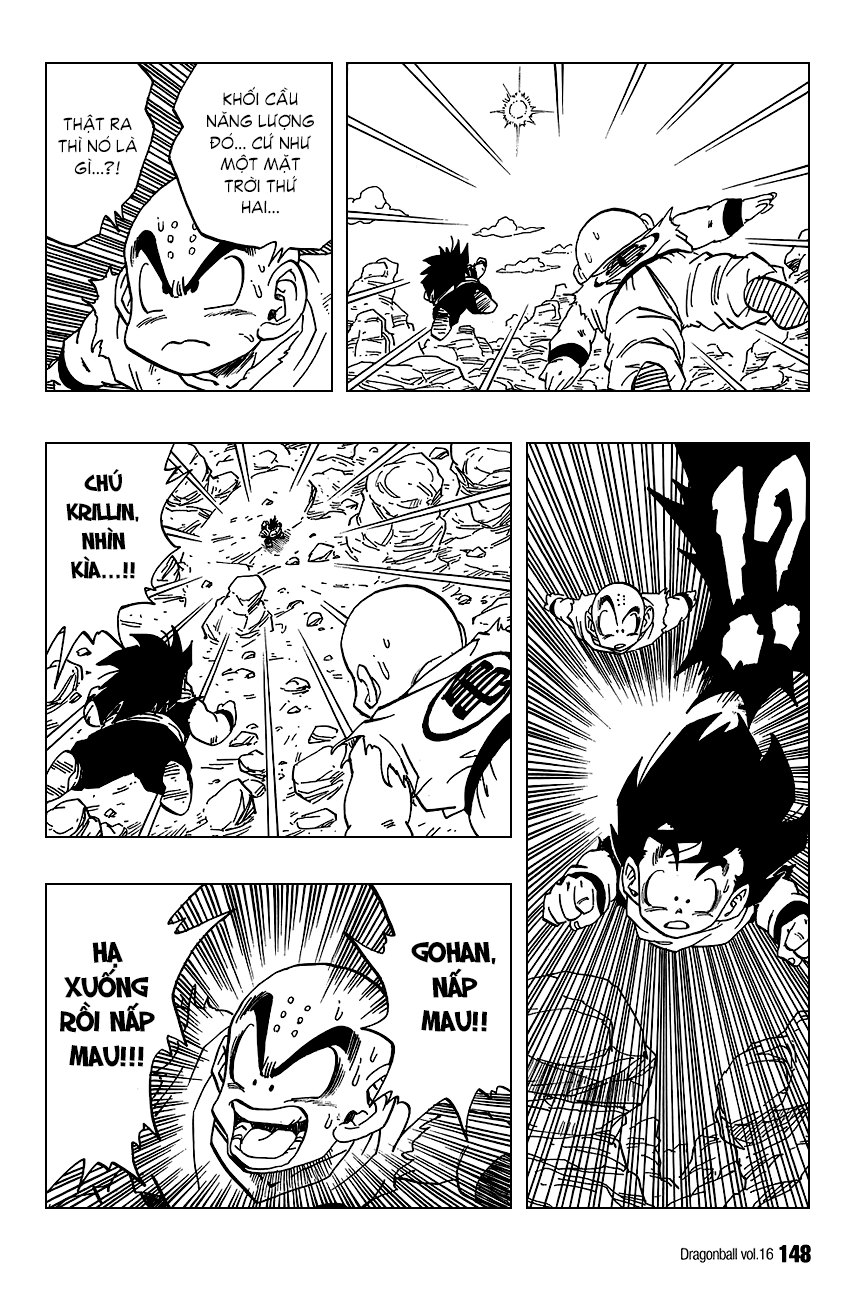 KHỐI CẦU
NĂNG LƯỢNG
ĐÓ... CỨ NHƯ
MỘT MẶT
TRỜI THỨ
HAI...
THẬT RA
THÌ NÓ LÀ
GÌ...?!
!?
CHÚ
KRILLIN,
NHÌN
KÌA...!!
GOHAN,
NẤP
MAU!!
HẠ
XUỐNG
RỒI NẤP
MAU!!!
Dragonball vol.16 148